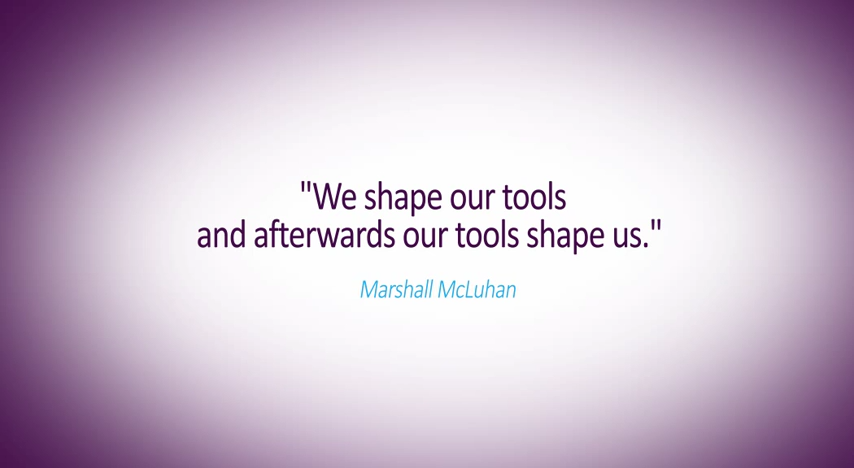 "We shape our tools
and afterwards our tools shape us."
Marshall McLuhan